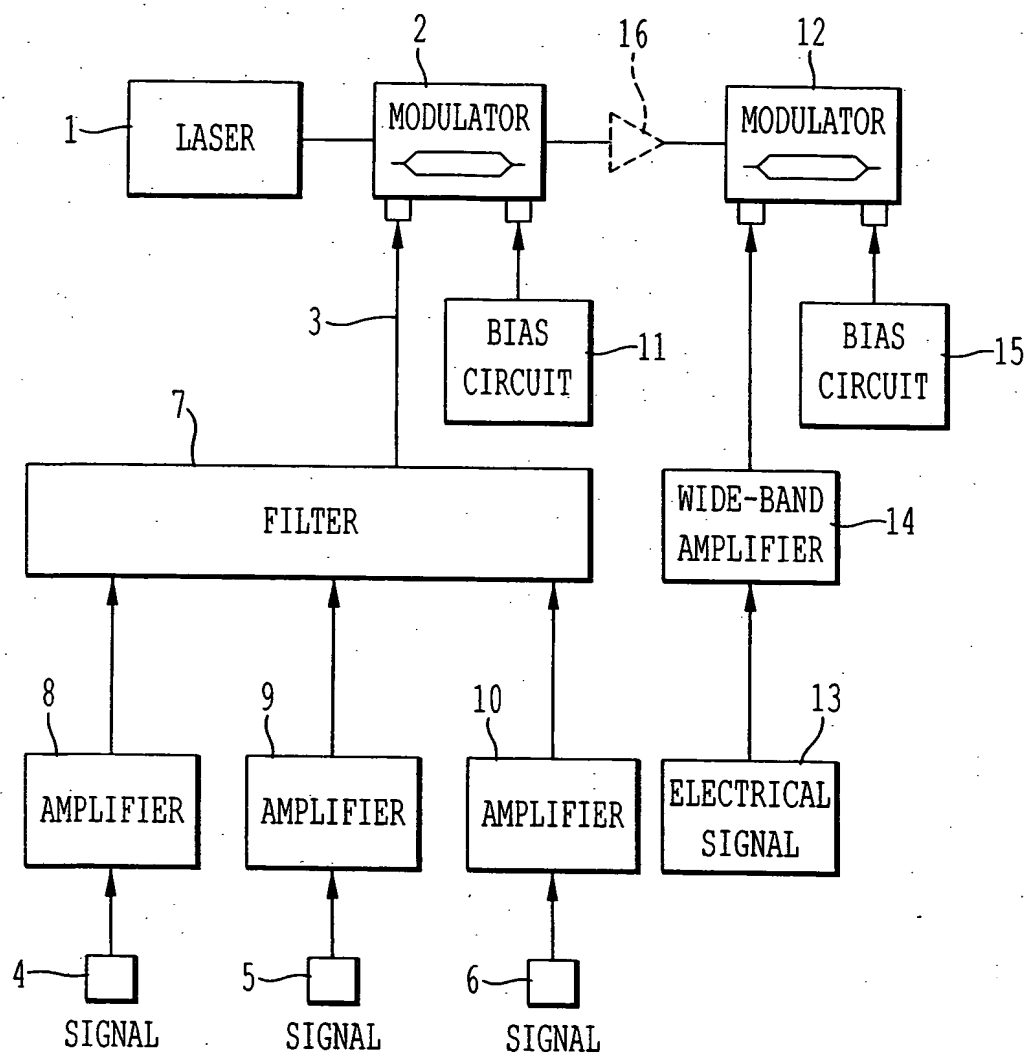 2
16
12
1
LASER
MODULATOR
MODULATOR
3
BIAS
CIRCUIT
11
BIAS
CIRCUIT
15
7
FILTER
WIDE-BAND
AMPLIFIER
14
8
9
10
13
AMPLIFIER
AMPLIFIER
AMPLIFIER
ELECTRICAL
SIGNAL
4
5
6
SIGNAL
SIGNAL
SIGNAL